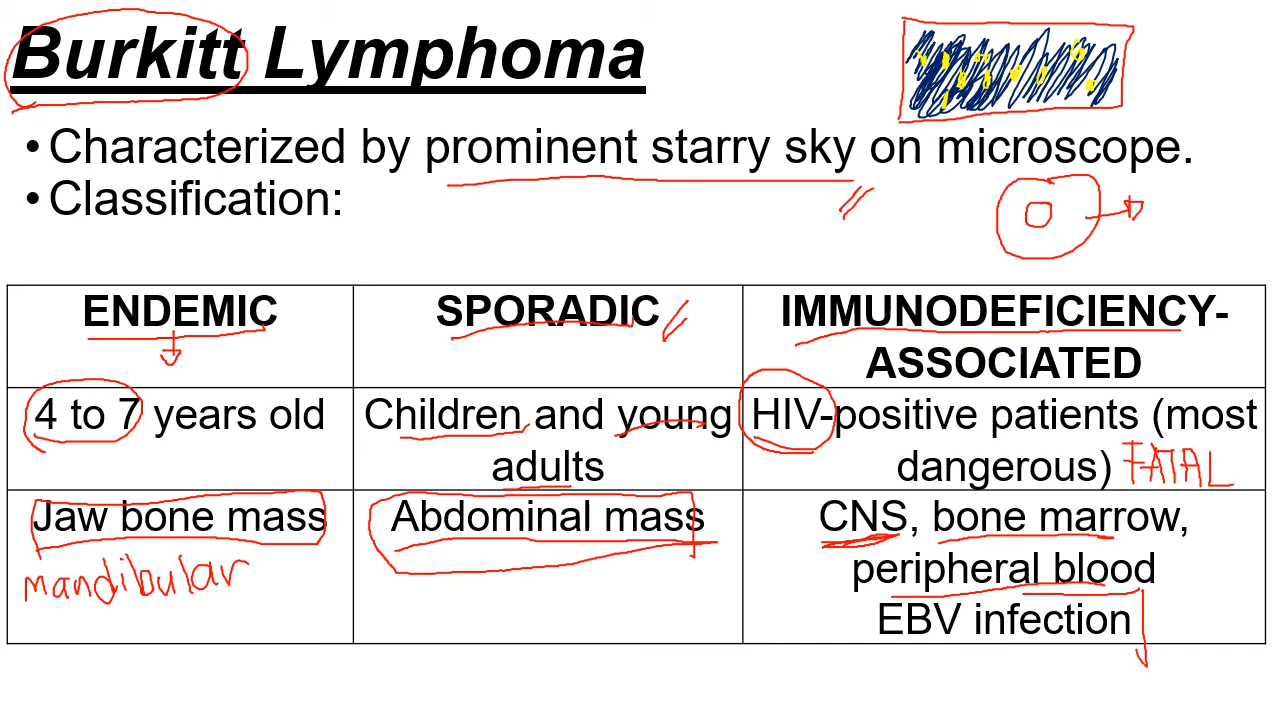 Burkitt Lymphoma
• Characterized by prominent starry sky on microscope.
• Classification:
ENDEMIC
SPORADIC
IMMUNODEFICIENCY-
ASSOCIATED
4 to 7 years old
Children and young
adults
HIV-positive patients (most
dangerous) FATAL
Jaw bone mass
mandibular
Abdominal mass
CNS, bone marrow,
peripheral blood
EBV infection